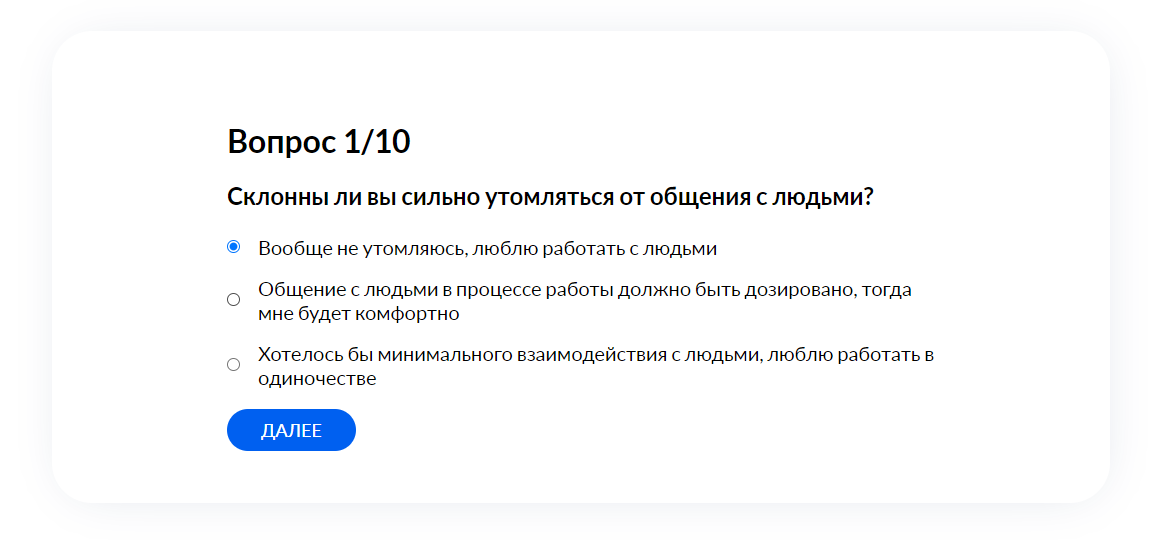 Вопрос 1/10
Склонны ли вы сильно утомляться от общения с людьми?
Вообще не утомляюсь, люблю работать с людьми
Общение с людьми в процессе работы должно быть дозировано, тогда
мне будет комфортно
Хотелось бы минимального взаимодействия с людьми, люблю работать в
одиночестве
ДАЛЕЕ